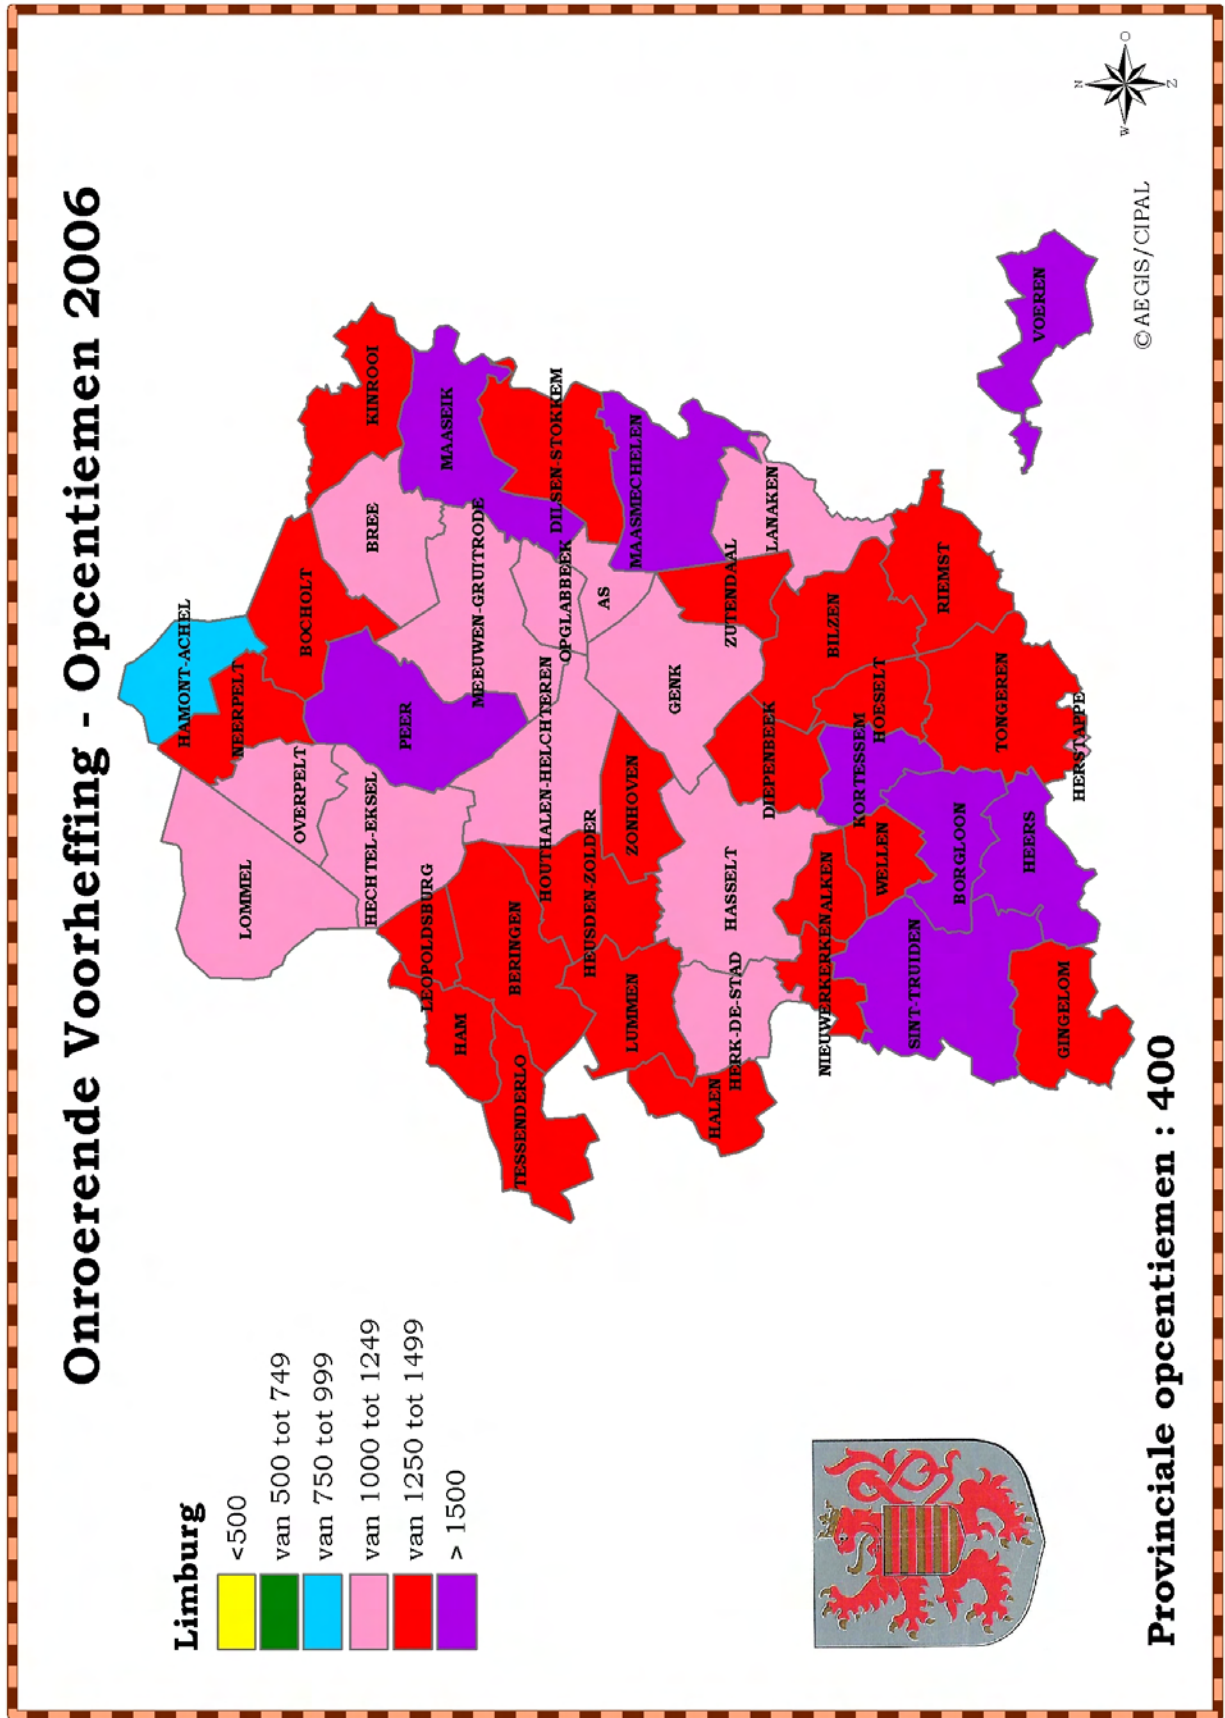 Onroerende Voorheffing - Opcentiemen 2006
Limburg
<500
van 500 tot 749
van 750 tot 999
van 1000 tot 1249
van 1250 tot 1499
> 1500
HAMONT-ACHEL
NEERPELT
LOMMEL
OVERPELT
BOCHOLT
KINROOI
BREE
HECHTEL-EKSEL
PEER
MAASEIK
LEOPOLDSBURG
MEEUWEN-GRUITRODE
HAM
BERINGEN
TESSENDERLO
HOUTHALEN-HELCHTEREN
DILSEN-STOKKEM
OPGLABBEEK
HEUSDEN-ZOLDER
AS
LUMMEN
ZONHOVEN
MAASMECHELEN
GENK
HALEN
HERK-DE-STAD
HASSELT
ZUTENDAAL
DIEPENBEEK
LANAKEN
NIEUWERKERKEN
ALKEN
BILZEN
KORTESSEM
WELLEN
HOESELT
SINT-TRUIDEN
BORGLOON
RIEMST
TONGEREN
HEERS
VOEREN
GINGELOM
HERSTAPPE
N
W
O
Z
©AEGIS/CIPAL
Provinciale opcentiemen : 400